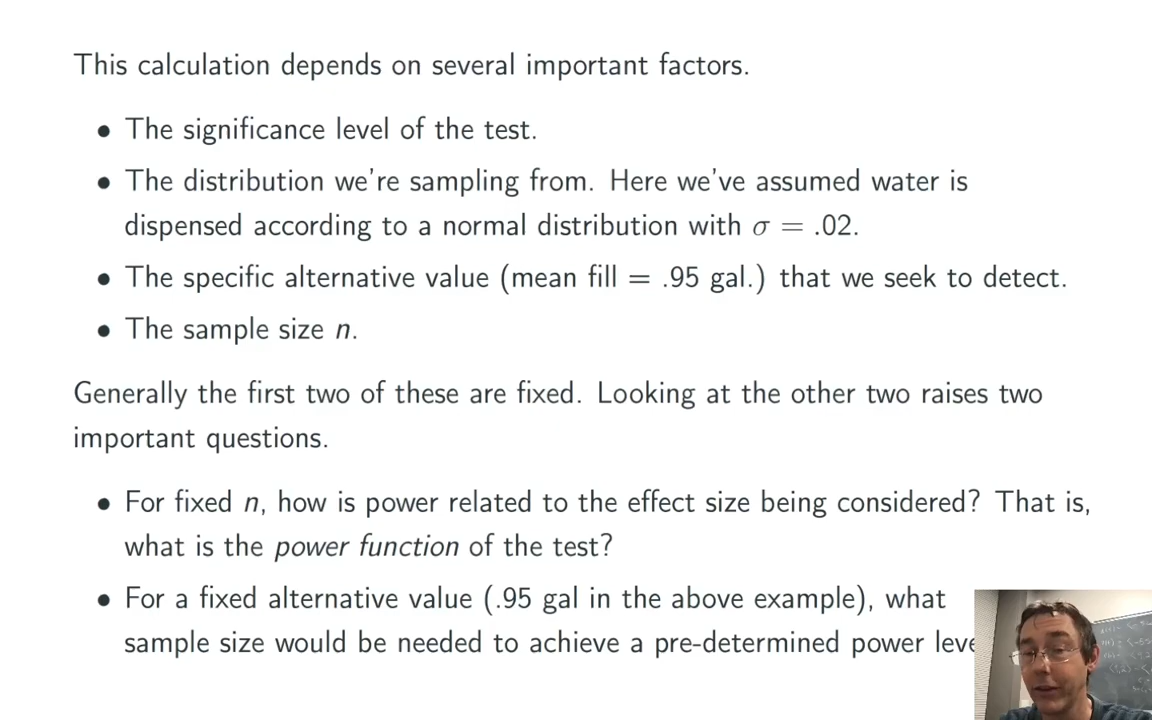 This calculation depends on several important factors.
• The significance level of the test.
• The distribution we're sampling from. Here we've assumed water is
dispensed according to a normal distribution with σ = .02.
• The specific alternative value (mean fill = .95 gal.) that we seek to detect.
• The sample size n.
Generally the first two of these are fixed. Looking at the other two raises two
important questions.
• For fixed n, how is power related to the effect size being considered? That is,
what is the power function of the test?
• For a fixed alternative value (.95 gal in the above example), what
sample size would be needed to achieve a pre-determined power leve